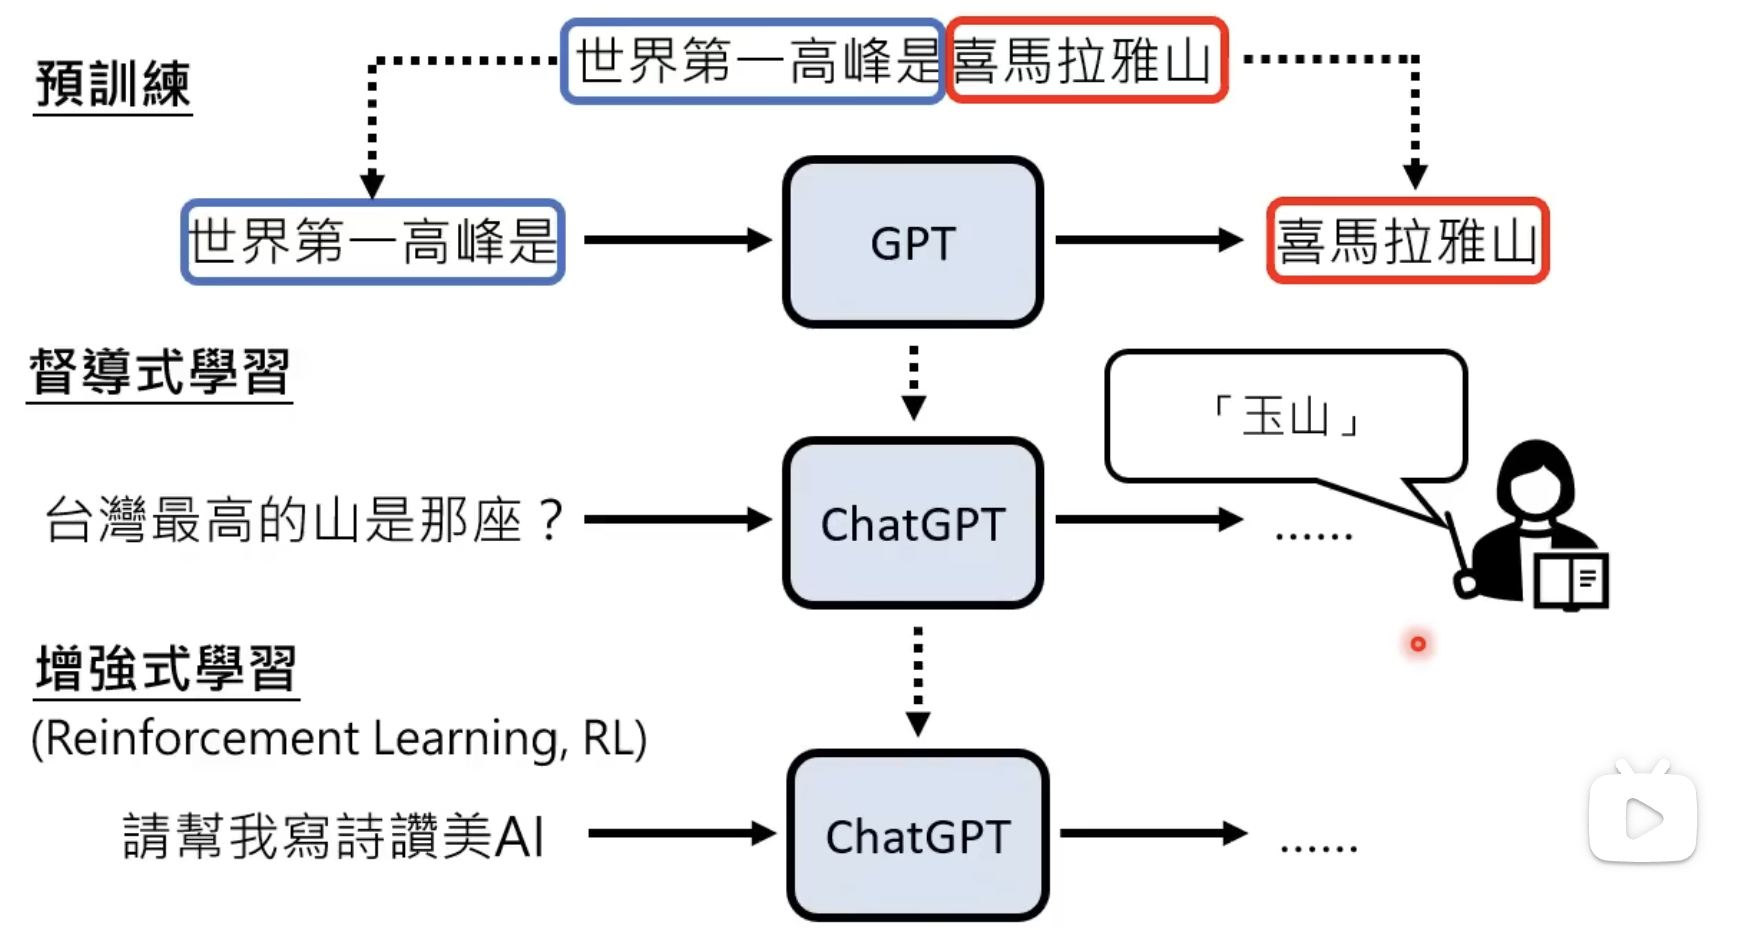 預訓練
世界第一高峰是喜馬拉雅山
世界第一高峰是
GPT
喜馬拉雅山
督導式學習
「玉山」
台灣最高的山是那座？
ChatGPT
......
增強式學習
(Reinforcement Learning, RL)
請幫我寫詩讚美AI
ChatGPT
......